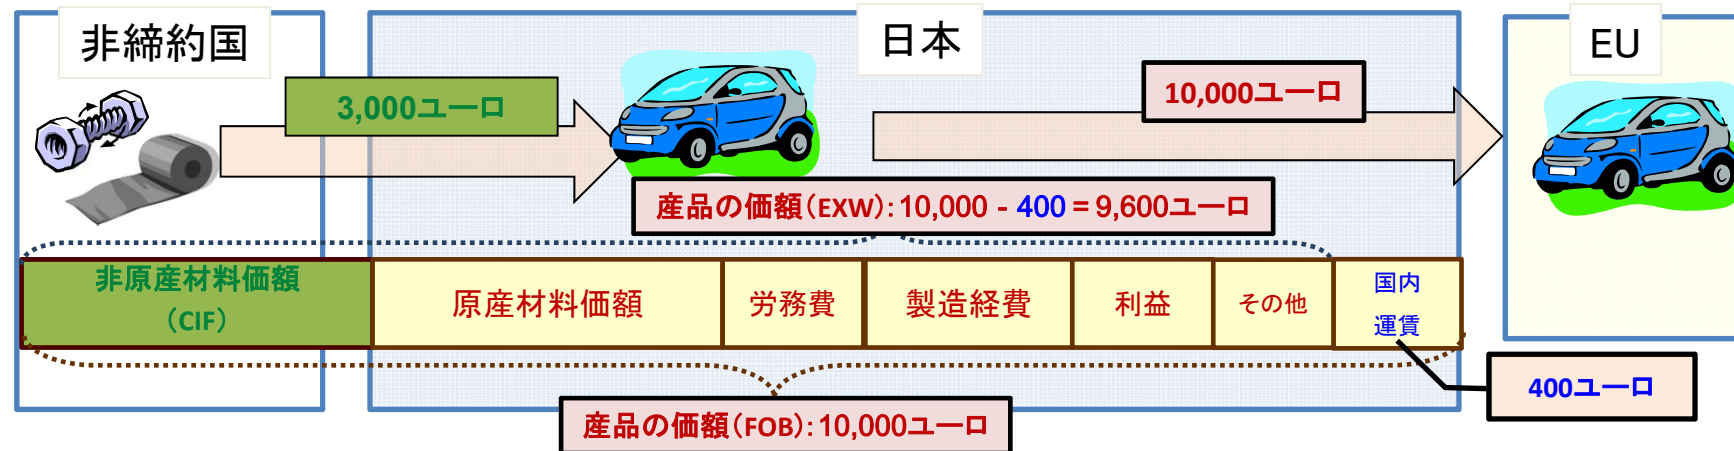 非締約国
日本
EU
3,000ユーロ
10,000ユーロ
産品の価額(EXW):10,000 - 400 = 9,600ユーロ
非原産材料価額
(CIF)
原産材料価額
労務費
製造経費
利益
その他
国内
運賃
400ユーロ
産品の価額(FOB):10,000ユーロ